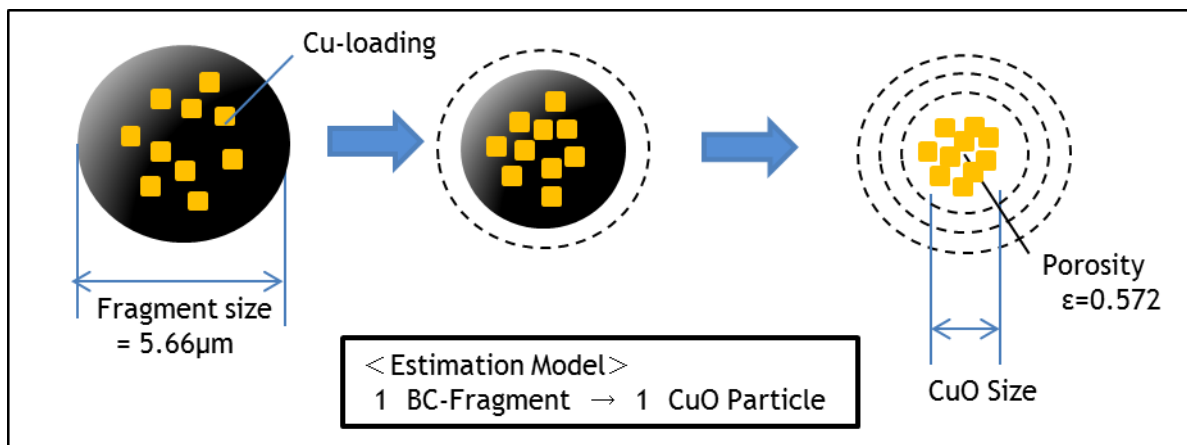 Cu-loading
Fragment size
= 5.66μm
Porosity
ε=0.572
CuO Size
＜Estimation Model＞
1 BC-Fragment → 1 CuO Particle